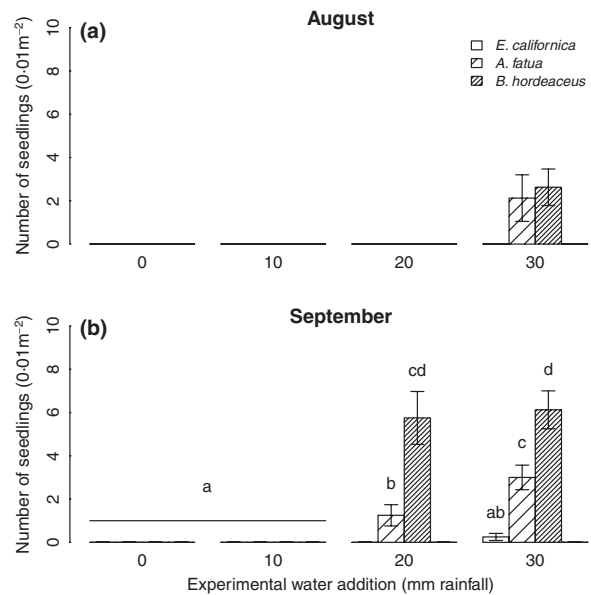 August
(a)
E. californica
A. fatua
B. hordeaceus
Number of seedlings (0·01m−2)
10
8
6
4
2
0
0 10 20 30
September
(b)
Number of seedlings (0·01m−2)
10
8
6
4
2
0
a
b
cd
ab
c
d
0 10 20 30
Experimental water addition (mm rainfall)